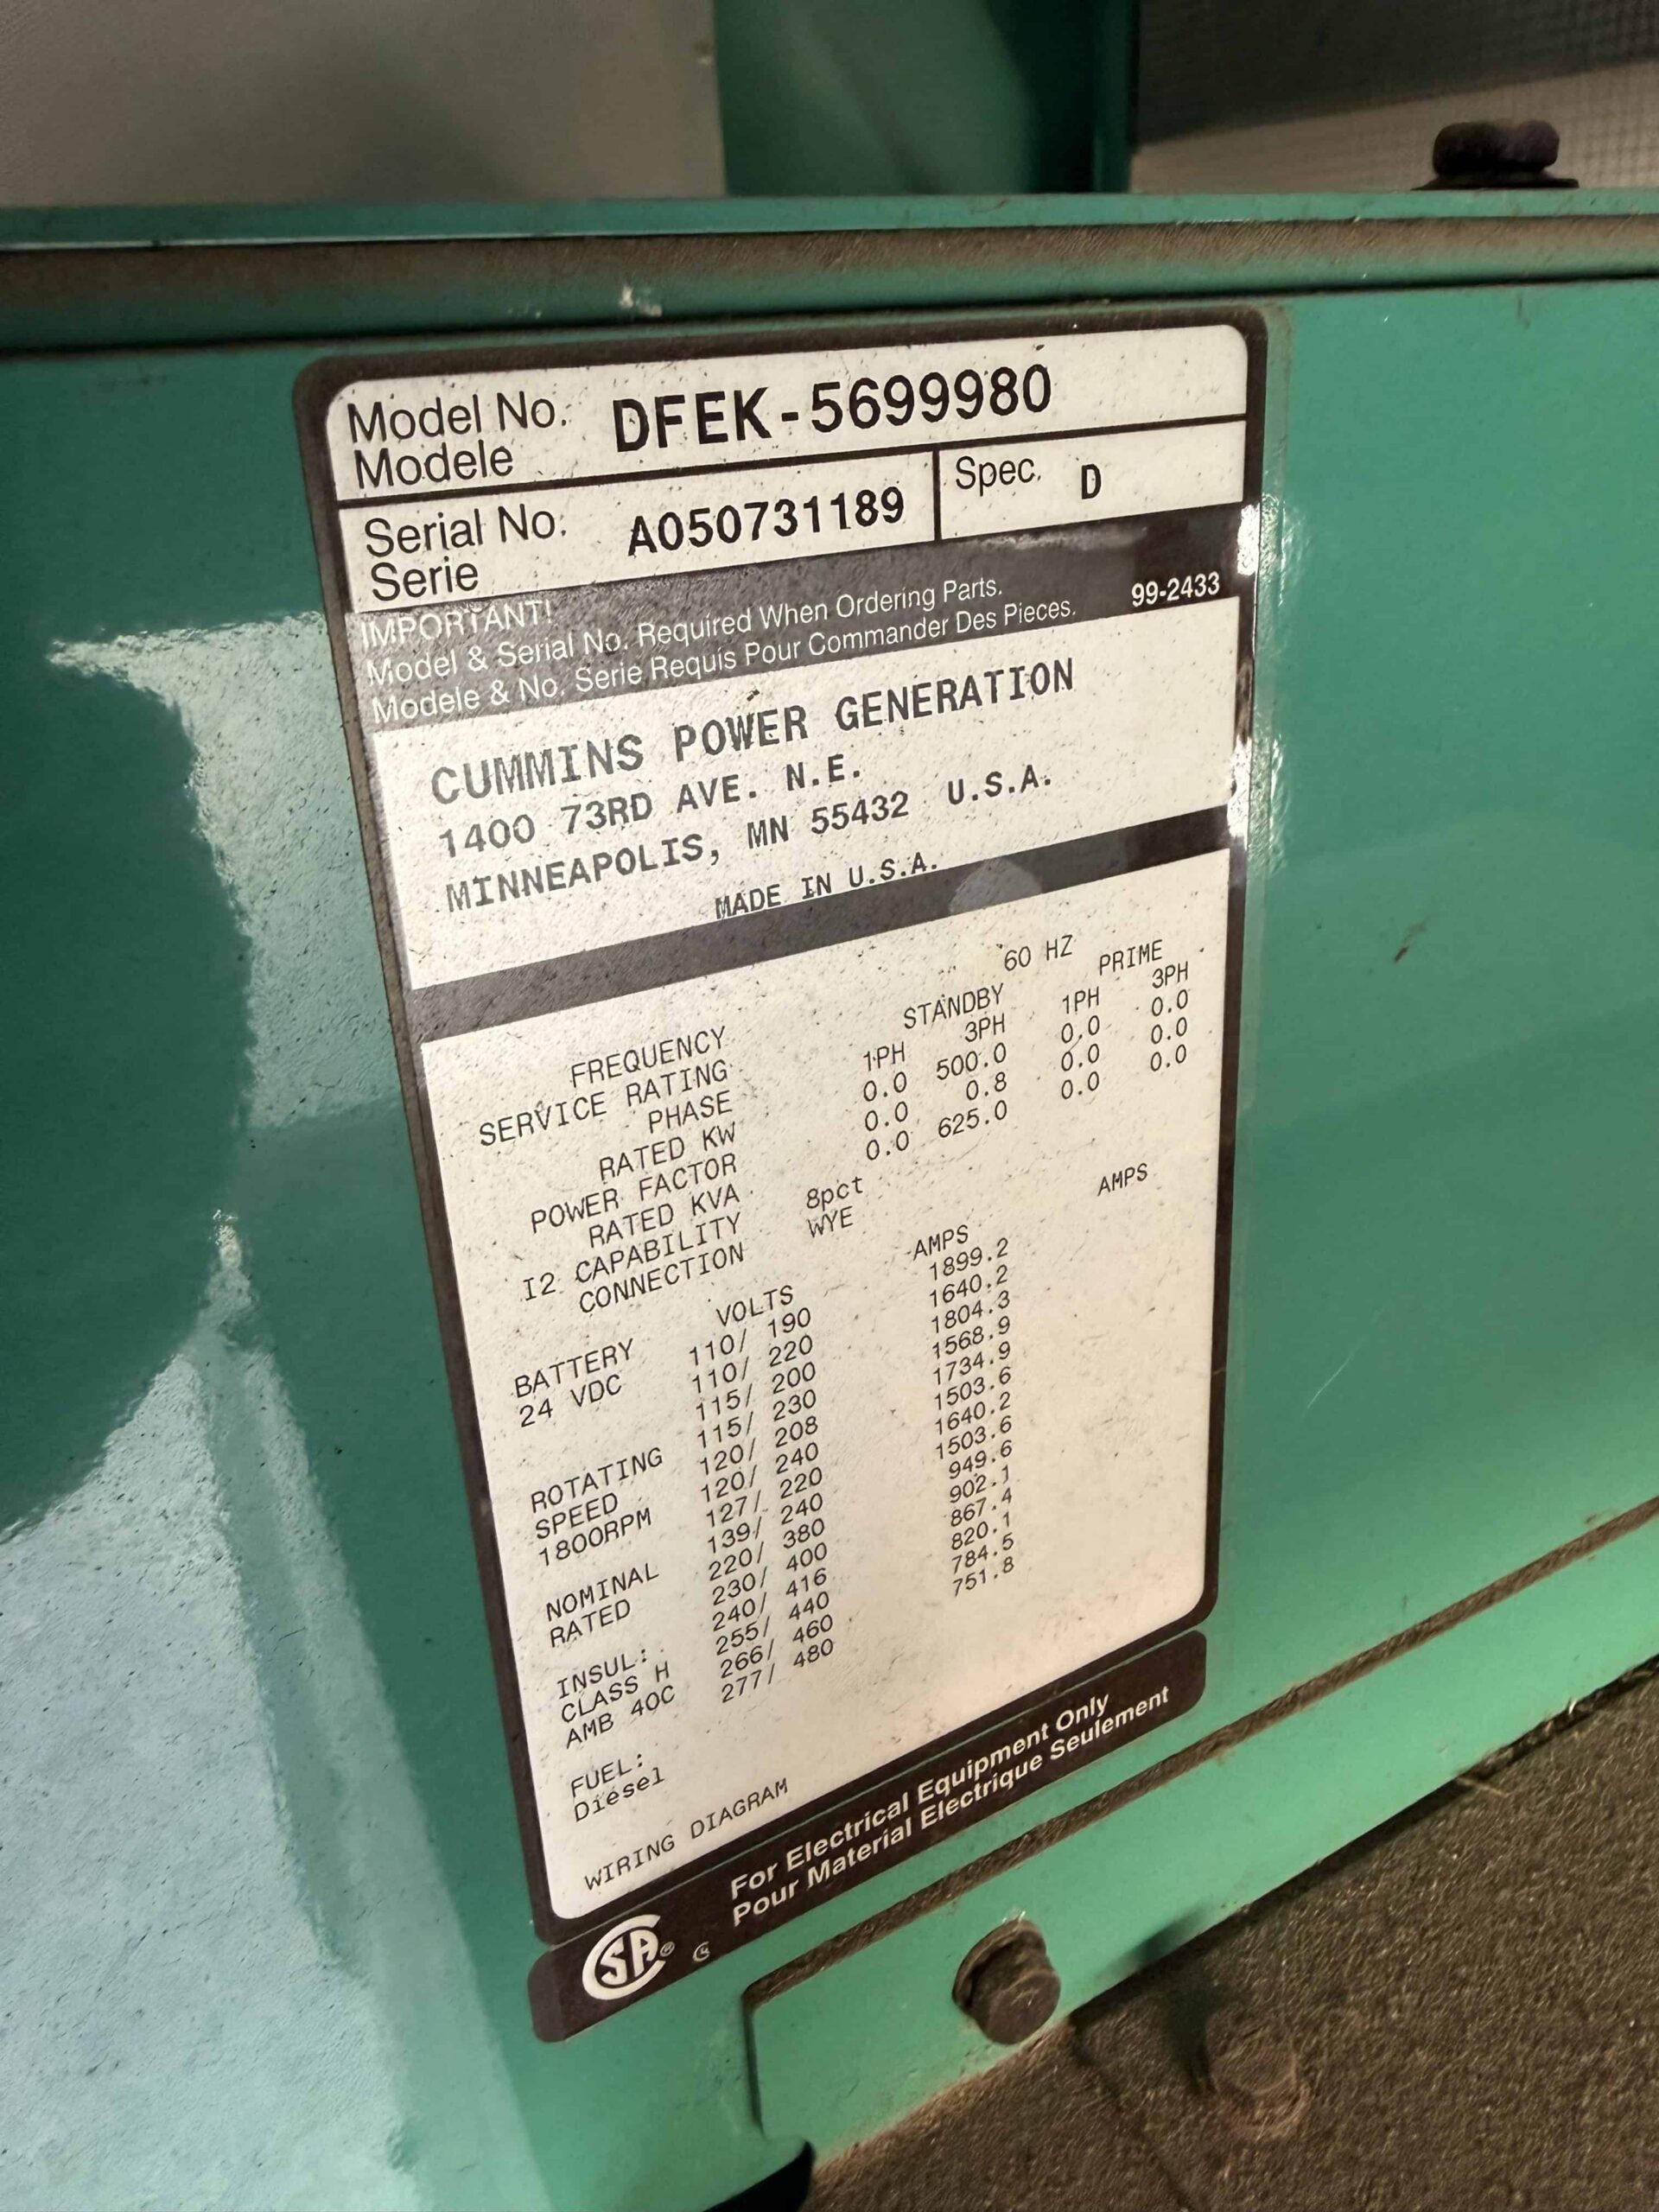 Model No. DFEK-5699980
Modele
Serial No. A050731189 Spec. D
Serie
IMPORTANT!
Model & Serial No. Required When Ordering Parts.
Modele & No. Serie Requis Pour Commander Des Pieces. 99-2433
CUMMINS POWER GENERATION
1400 73RD AVE. N.E.
MINNEAPOLIS, MN 55432 U.S.A.
MADE IN U.S.A.
FREQUENCY 60 HZ
SERVICE RATING STANDBY PRIME
PHASE 1PH 3PH 1PH 3PH
RATED KW 0.0 500.0 0.0 0.0
POWER FACTOR 0.0 0.8 0.0 0.0
RATED KVA 0.0 625.0 0.0 0.0
I2 CAPABILITY 8pct
CONNECTION WYE
VOLTS AMPS AMPS
BATTERY 110/ 190 1899.2
24 VDC 110/ 220 1640.2
115/ 200 1804.3
115/ 230 1568.9
ROTATING 120/ 208 1734.9
SPEED 120/ 240 1503.6
1800RPM 127/ 220 1640.2
139/ 240 1503.6
NOMINAL 220/ 380 949.6
RATED 230/ 400 902.1
240/ 416 867.4
INSUL: 255/ 440 820.1
CLASS H 266/ 460 784.5
AMB 40C 277/ 480 751.8
FUEL:
Diesel
WIRING DIAGRAM
For Electrical Equipment Only
Pour Material Electrique Seulement
CSA ®